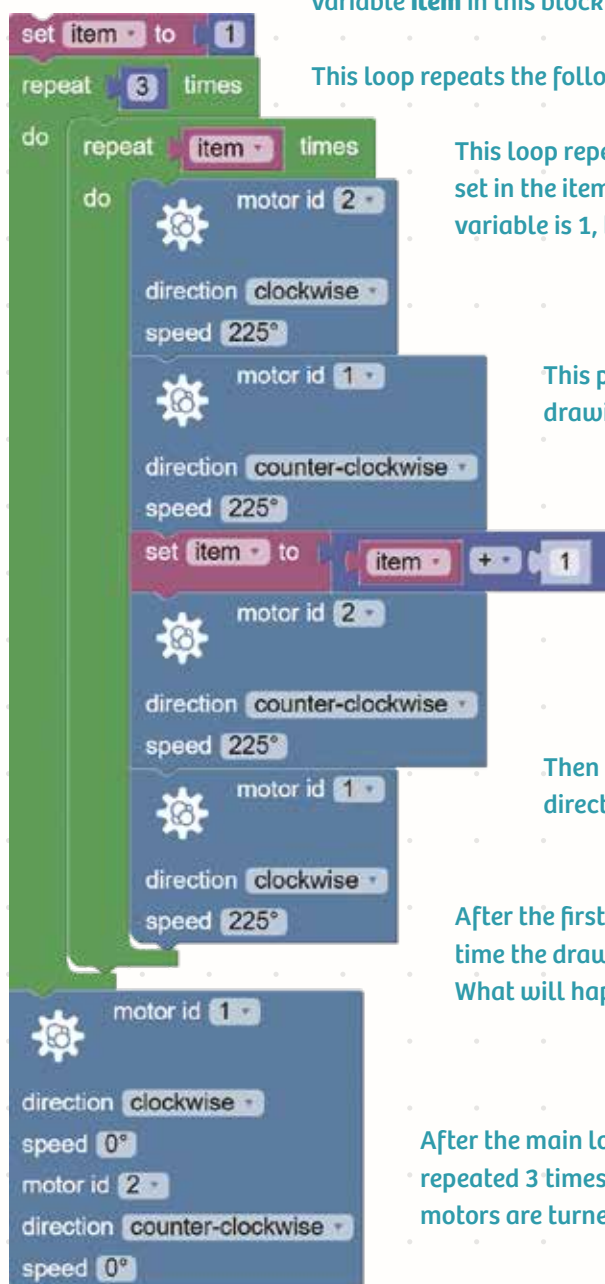 variable item in this block
set item to 1
This loop repeats the follo
repeat 3 times
do
repeat item times
This loop repe
set in the item
variable is 1,
do
motor id 2
direction clockwise
speed 225°
motor id 1
This p
drawi
direction counter-clockwise
speed 225°
set item to item + 1
motor id 2
direction counter-clockwise
speed 225°
Then
direct
motor id 1
direction clockwise
speed 225°
After the first
time the draw
What will hap
motor id 1
direction clockwise
speed 0°
After the main lo
repeated 3 times
motors are turne
motor id 2
direction counter-clockwise
speed 0°